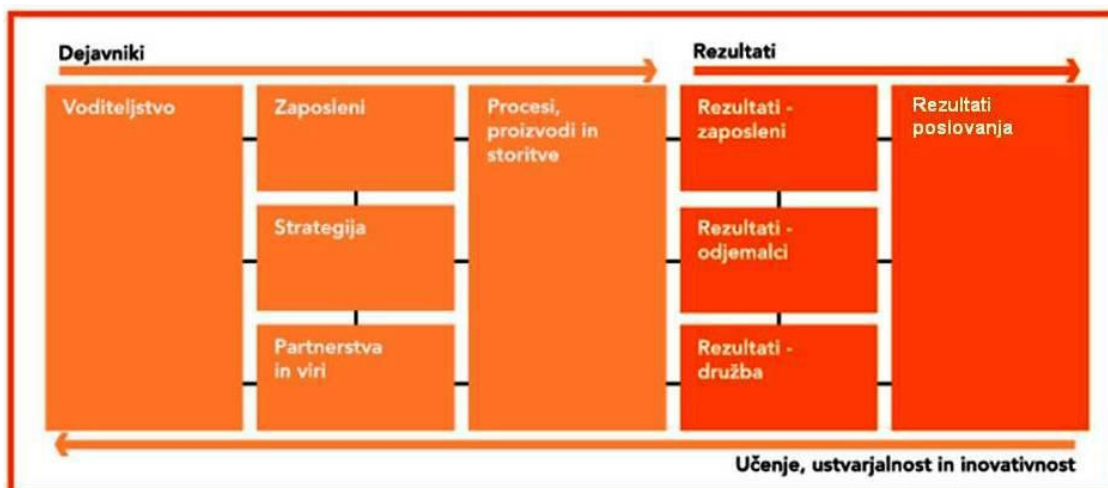 Dejavniki
Rezultati
Voditeljstvo
Zaposleni
Procesi,
proizvodi in
storitve
Rezultati -
zaposleni
Rezultati
poslovanja
Strategija
Rezultati -
odjemalci
Partnerstva
in viri
Rezultati -
družba
Učenje, ustvarjalnost in inovativnost